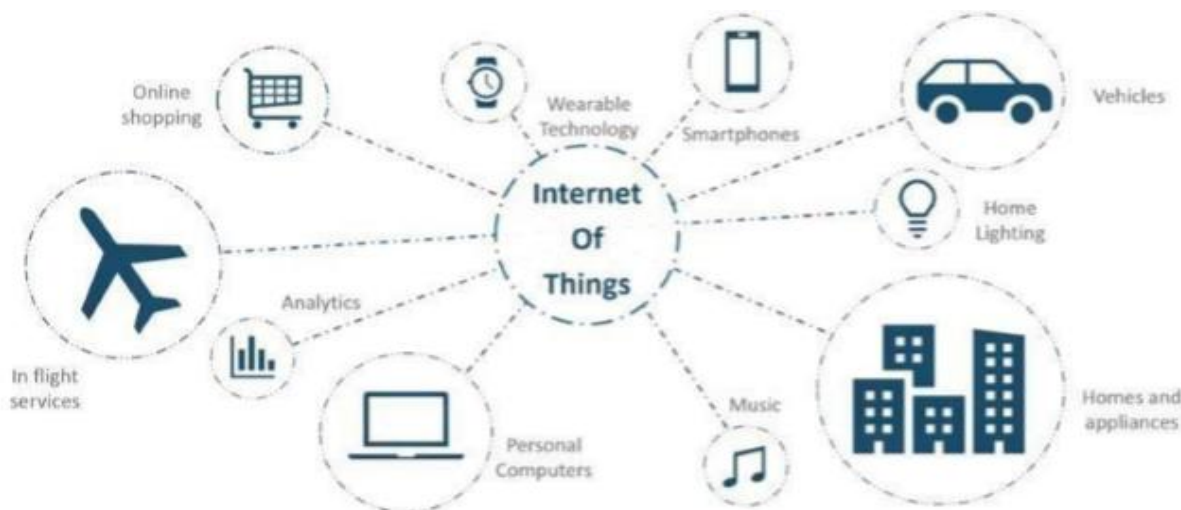 Online
shopping
Wearable
Technology
Smartphones
Vehicles
Internet
Of
Things
Home
Lighting
Analytics
In flight
services
Personal
Computers
Music
Homes and
appliances